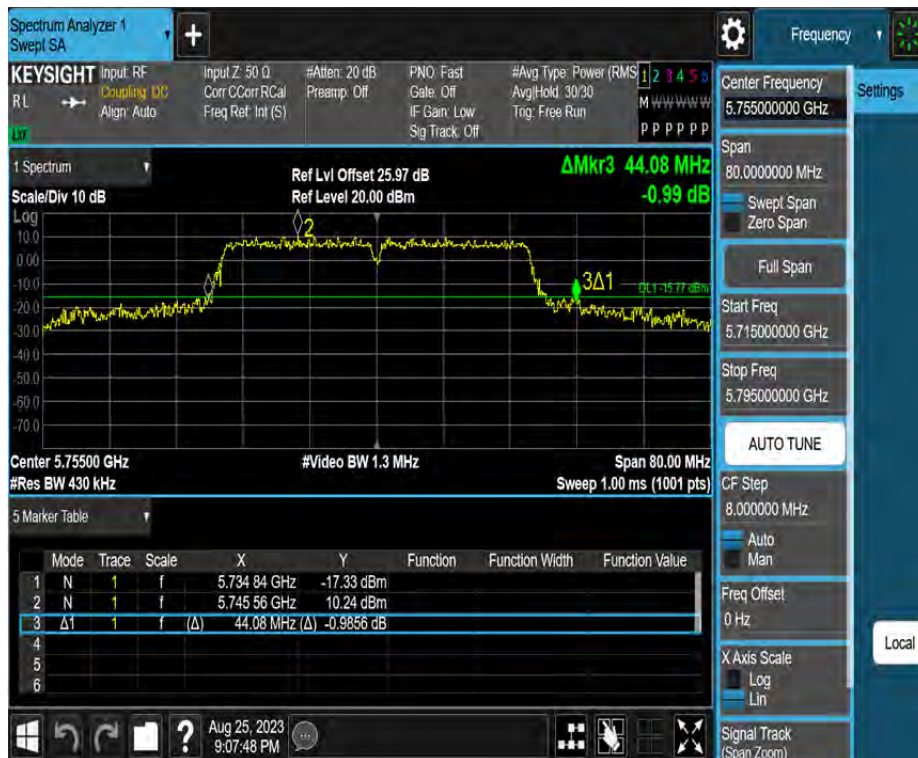 Spectrum Analyzer 1
Swept SA
+
Frequency
KEYSIGHT Input: RF Input Z: 50 Ω #Atten: 20 dB PNO: Fast #Avg Type: Power (RMS 1 2 3 4 5 6
RL Coupling: DC Corr CCorr RCal Preamp: Off Gate: Off Avg|Hold: 30/30 M W W W W W
Align: Auto Freq Ref: Int (S) IF Gain: Low Trig: Free Run
Sig Track: Off P P P P P P
LXI
Center Frequency
5.755000000 GHz
Settings
Span
80.0000000 MHz
Swept Span
Zero Span
Full Span
Start Freq
5.715000000 GHz
Stop Freq
5.795000000 GHz
AUTO TUNE
CF Step
8.000000 MHz
Auto
Man
Freq Offset
0 Hz
X Axis Scale
Log
Lin
Signal Track
(Span Zoom)
Local
1 Spectrum
Ref Lvl Offset 25.97 dB
ΔMkr3 44.08 MHz
Scale/Div 10 dB
Ref Level 20.00 dBm
-0.99 dB
Log
10.0
0.00
-10.0
-20.0
-30.0
-40.0
-50.0
-60.0
-70.0
2
3Δ1
DL1 -15.77 dBm
Center 5.75500 GHz #Video BW 1.3 MHz Span 80.00 MHz
#Res BW 430 kHz Sweep 1.00 ms (1001 pts)
5 Marker Table
Mode Trace Scale X Y Function Function Width Function Value
1 N 1 f 5.734 84 GHz -17.33 dBm
2 N 1 f 5.745 56 GHz 10.24 dBm
3 Δ1 1 f (Δ) 44.08 MHz (Δ) -0.9856 dB
4
5
6
?
Aug 25, 2023
9:07:48 PM